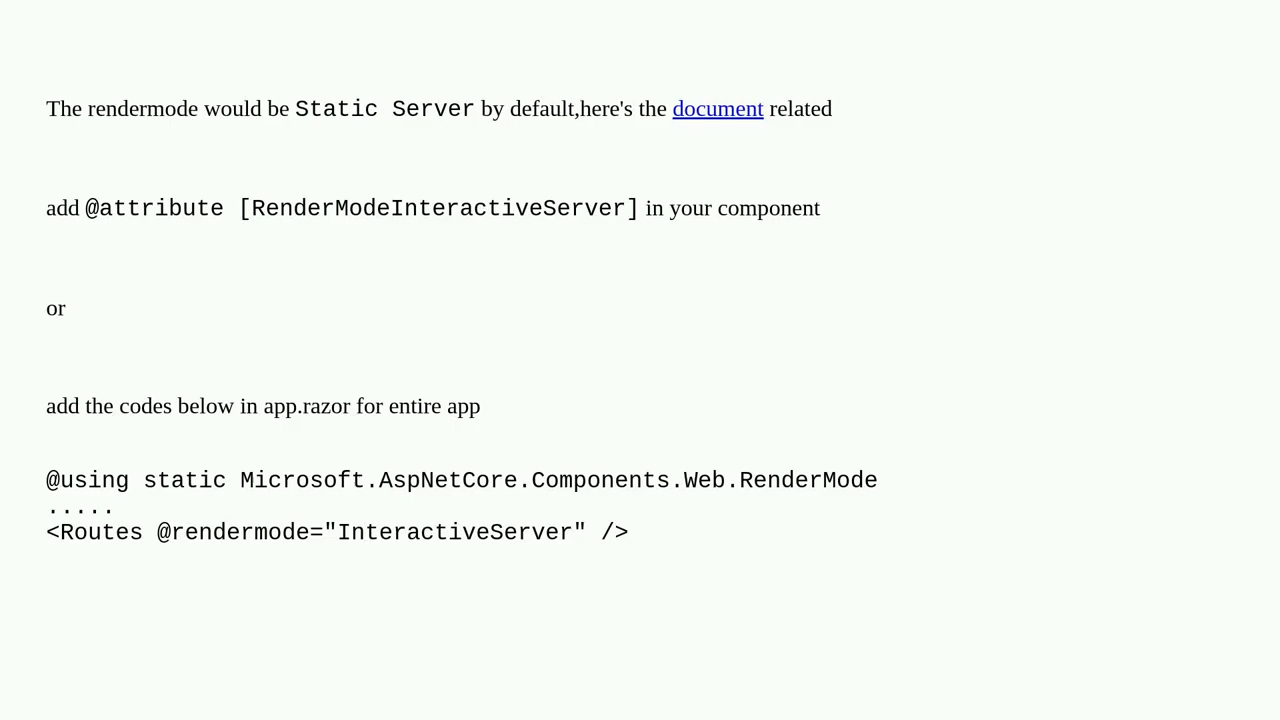 The rendermode would be Static Server by default,here's the document related
add @attribute [RenderModeInteractiveServer] in your component
or
add the codes below in app.razor for entire app
@using static Microsoft.AspNetCore.Components.Web.RenderMode
.....
<Routes @rendermode="InteractiveServer" />